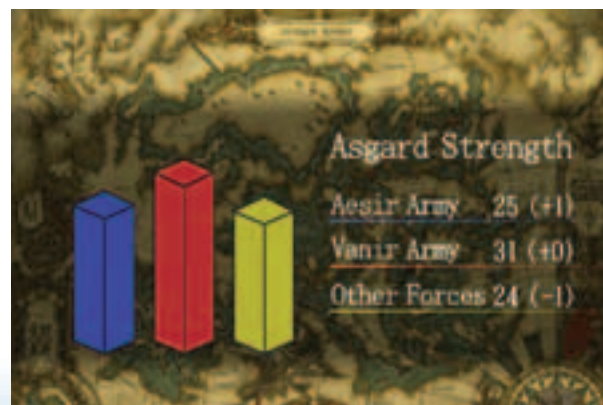 Asgard Strength
Aesir Army 25 (+1)
Vanir Army 31 (+0)
Other Forces 24 (-1)